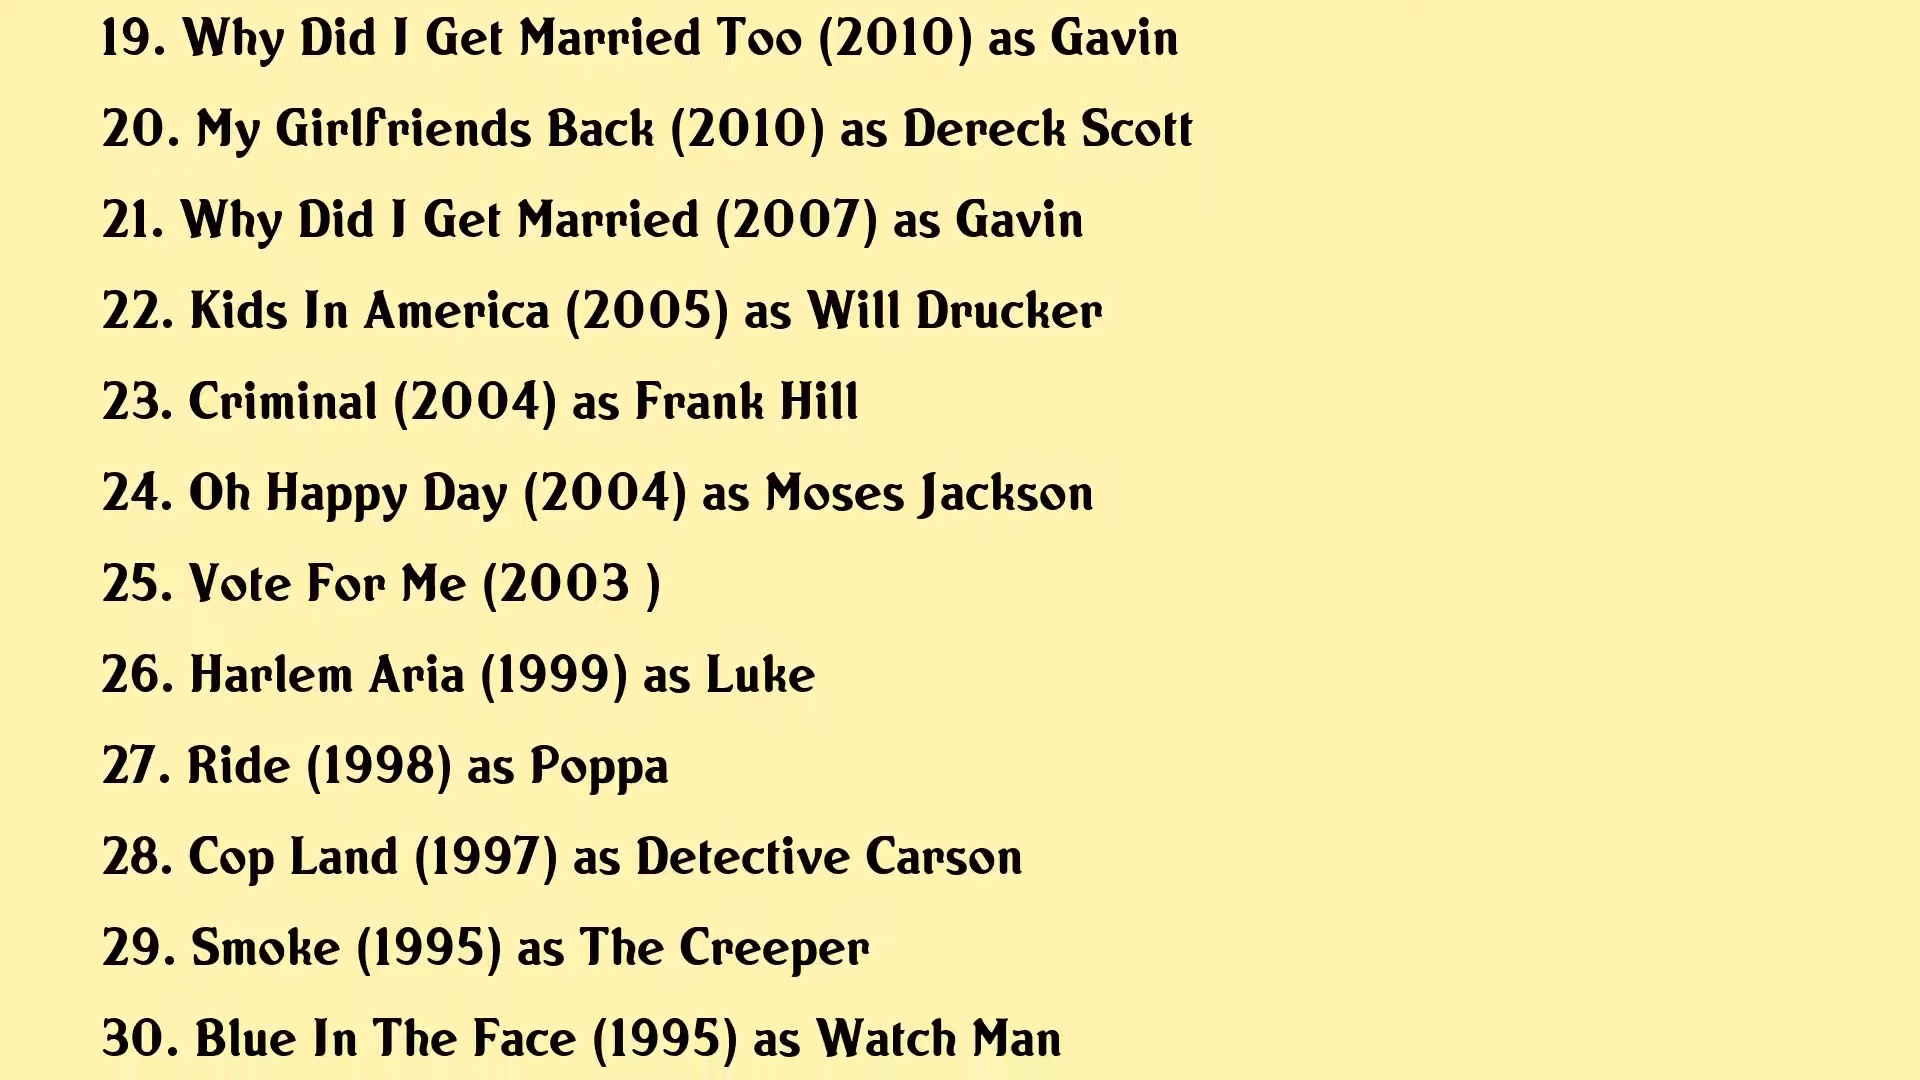 19. Why Did I Get Married Too (2010) as Gavin
20. My Girlfriends Back (2010) as Dereck Scott
21. Why Did I Get Married (2007) as Gavin
22. Kids In America (2005) as Will Drucker
23. Criminal (2004) as Frank Hill
24. Oh Happy Day (2004) as Moses Jackson
25. Vote For Me (2003 )
26. Harlem Aria (1999) as Luke
27. Ride (1998) as Poppa
28. Cop Land (1997) as Detective Carson
29. Smoke (1995) as The Creeper
30. Blue In The Face (1995) as Watch Man